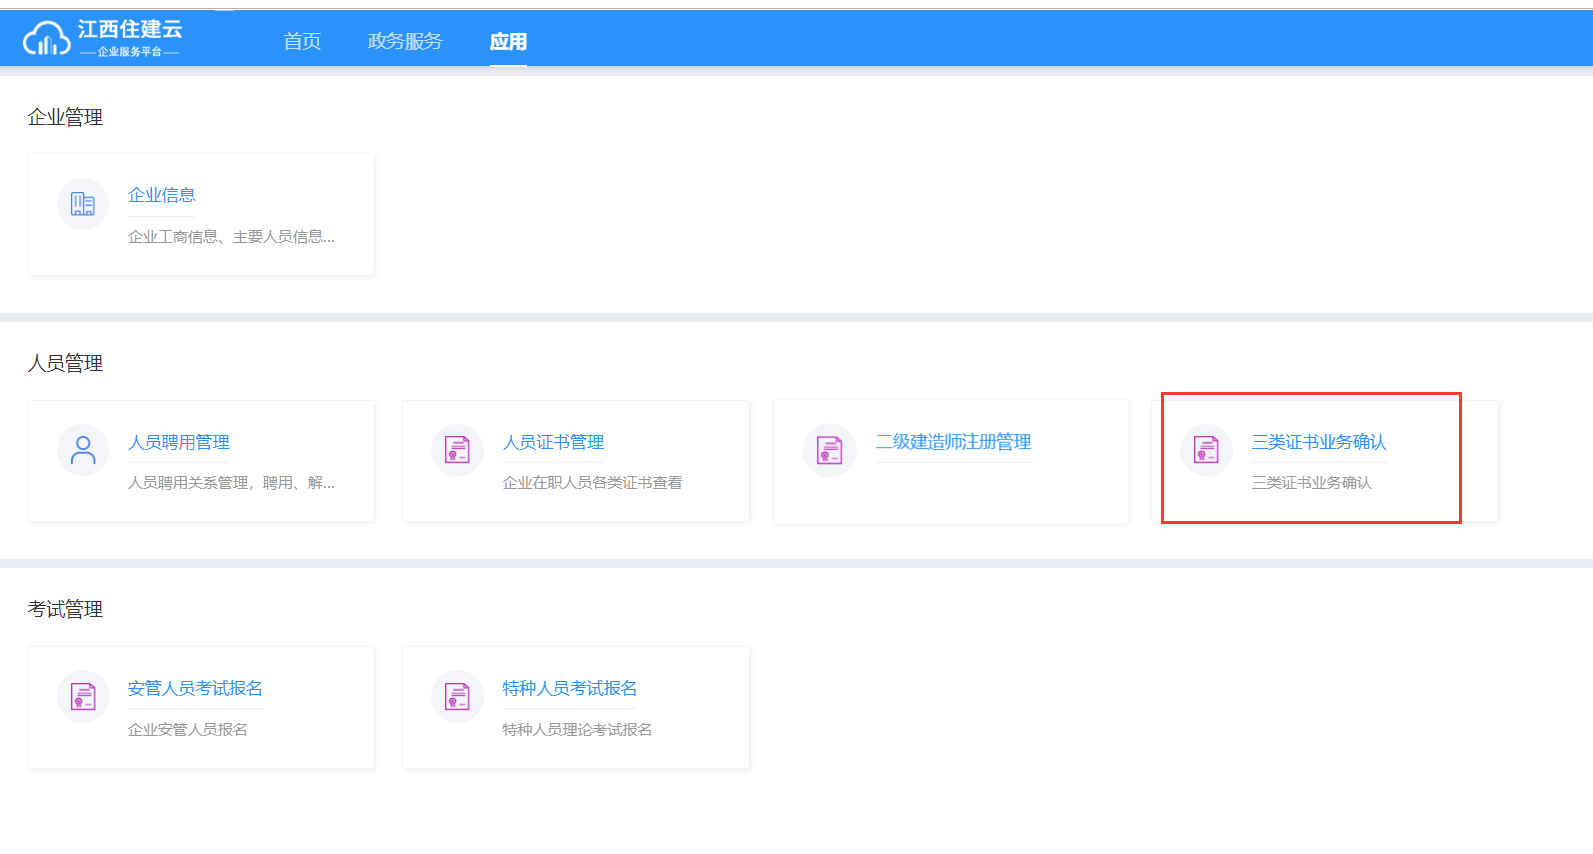 江西住建云
企业服务平台
首页 政务服务 应用
企业管理
企业信息
企业工商信息、主要人员信息...
人员管理
人员聘用管理
人员聘用关系管理，聘用、解...
人员证书管理
企业在职人员各类证书查看
二级建造师注册管理
三类证书业务确认
三类证书业务确认
考试管理
安管人员考试报名
企业安管人员报名
特种人员考试报名
特种人员理论考试报名